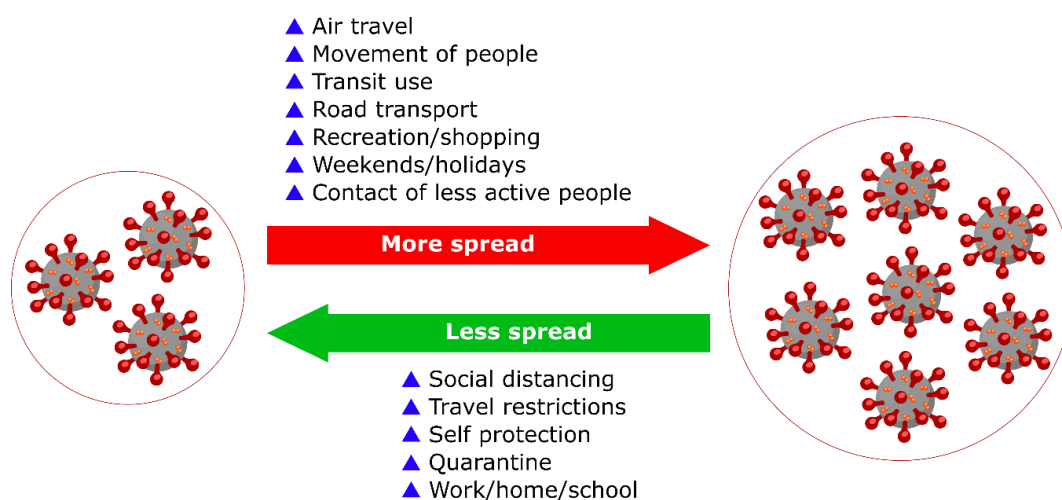 Air travel
Movement of people
Transit use
Road transport
Recreation/shopping
Weekends/holidays
Contact of less active people
More spread
Less spread
Social distancing
Travel restrictions
Self protection
Quarantine
Work/home/school